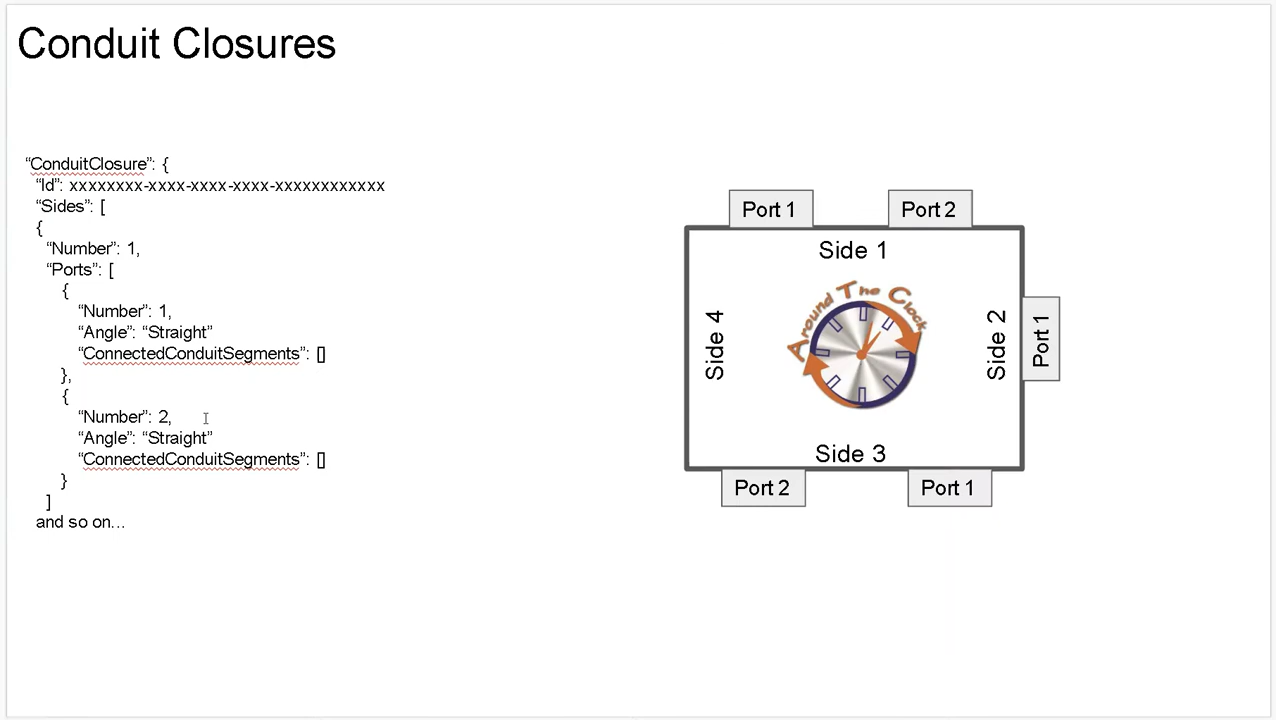 Conduit Closures
“ConduitClosure”: {
“Id”: xxxxxxxx-xxxx-xxxx-xxxx-xxxxxxxxxxxx
“Sides”: [
{
“Number”: 1,
“Ports”: [
{
“Number”: 1,
“Angle”: “Straight”
“ConnectedConduitSegments”: []
},
{
“Number”: 2,
“Angle”: “Straight”
“ConnectedConduitSegments”: []
}
]
and so on...
Port 1
Port 2
Side 1
Around The Clock
Side 4
Side 2
Port 1
Side 3
Port 2
Port 1